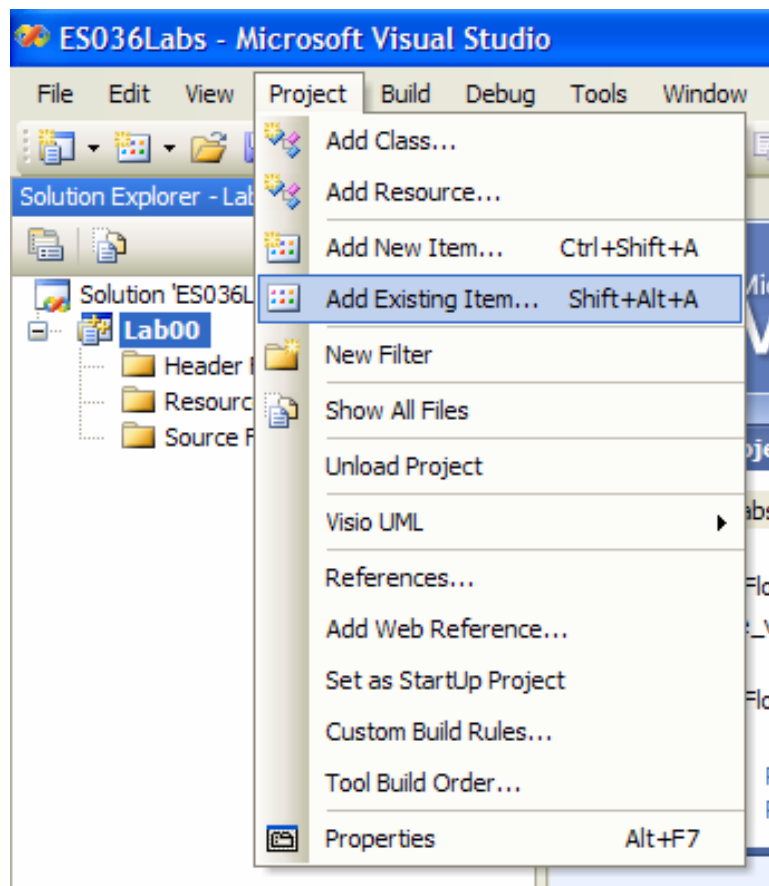 ES036Labs - Microsoft Visual Studio
File Edit View Project Build Debug Tools Window
Solution Explorer - Lab
Add Class...
Add Resource...
Add New Item... Ctrl+Shift+A
Solution 'ES036L
Add Existing Item... Shift+Alt+A
Lab00
Header
New Filter
Resourc
Show All Files
Source F
Unload Project
Visio UML
References...
Add Web Reference...
Set as StartUp Project
Custom Build Rules...
Tool Build Order...
Properties Alt+F7